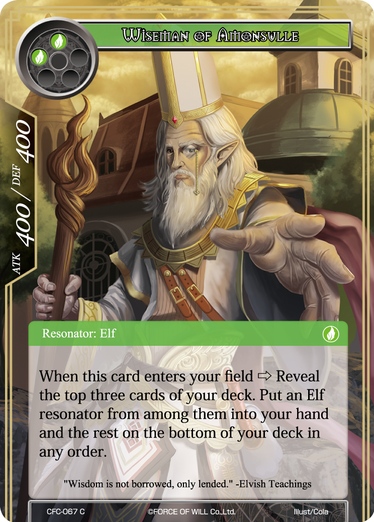 Wiseman of Amonsulle
ATK 400 / DEF 400
Resonator: Elf
When this card enters your field ⇨ Reveal
the top three cards of your deck. Put an Elf
resonator from among them into your hand
and the rest on the bottom of your deck in
any order.
"Wisdom is not borrowed, only lended." -Elvish Teachings
CFC-067 C ©FORCE OF WILL Co.,Ltd. Illust/Cola